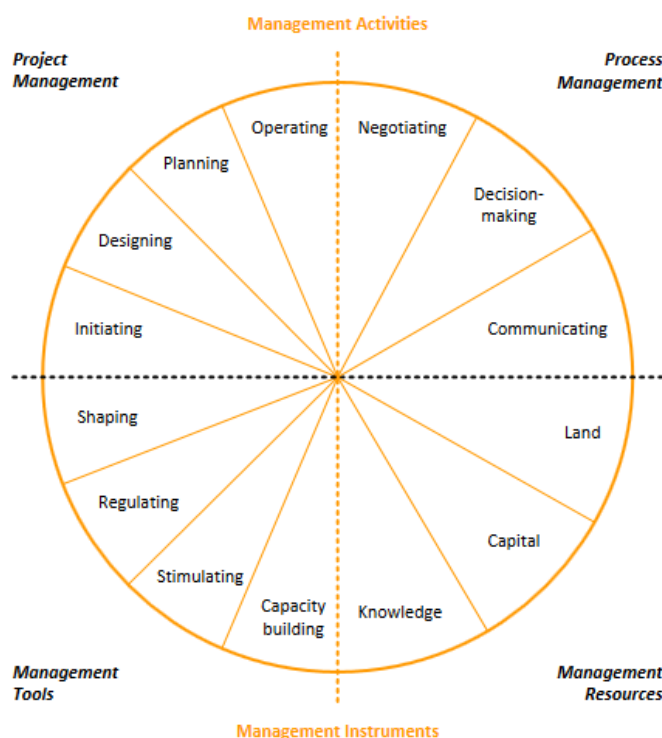 Management Activities
Project
Management
Process
Management
Operating
Negotiating
Planning
Decision-
making
Designing
Initiating
Communicating
Shaping
Land
Regulating
Capital
Stimulating
Capacity
building
Knowledge
Management
Tools
Management
Resources
Management Instruments